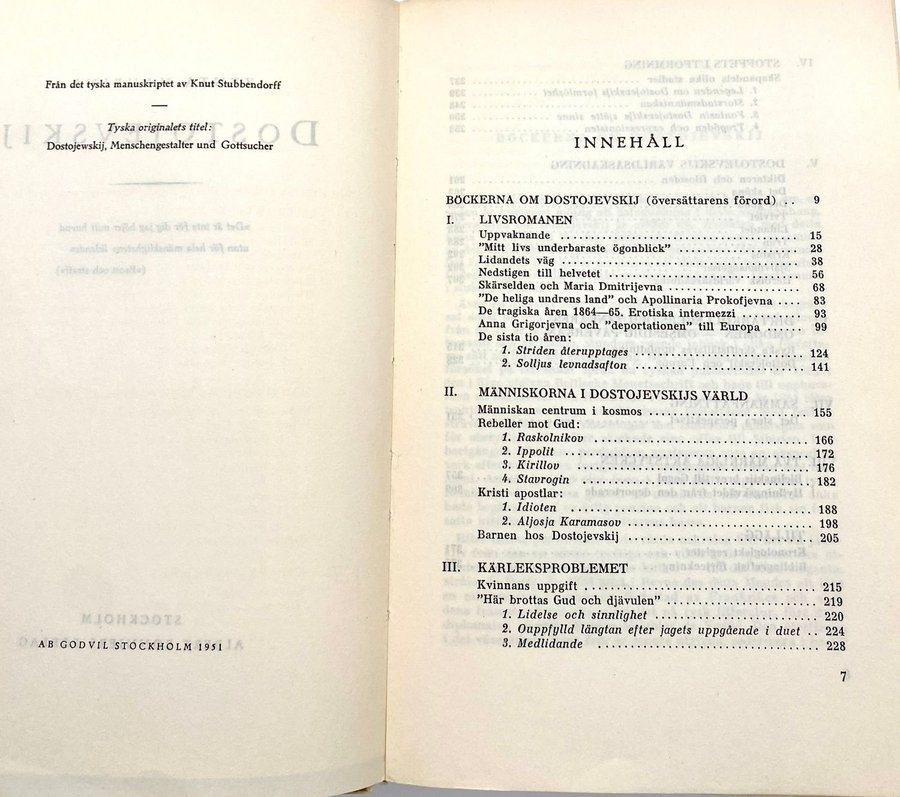 Från det tyska manuskriptet av Knut Stubbendorff
—
Tyska originalets titel:
Dostojewskij, Menschengestalter und Gottsucher
AB GODVIL STOCKHOLM 1951
INNEHÅLL
BÖCKERNA OM DOSTOJEVSKIJ (översättarens förord) . . 9
I. LIVSROMANEN
Uppvaknande 15
"Mitt livs underbaraste ögonblick" 28
Lidandets väg 38
Nedstigen till helvetet 56
Skärselden och Maria Dmitrijevna 68
"De heliga undrens land" och Apollinaria Prokofjevna .... 83
De tragiska åren 1864—65. Erotiska intermezzi 93
Anna Grigorjevna och "deportationen" till Europa 99
De sista tio åren:
1. Striden återupptages 124
2. Solljus levnadsafton 141
II. MÄNNISKORNA I DOSTOJEVSKIJS VÄRLD
Människan centrum i kosmos 155
Rebeller mot Gud:
1. Raskolnikov 166
2. Ippolit 172
3. Kirillov 176
4. Stavrogin 182
Kristi apostlar:
1. Idioten 188
2. Aljosja Karamasov 198
Barnen hos Dostojevskij 205
III. KÄRLEKSPROBLEMET
Kvinnans uppgift 215
"Här brottas Gud och djävulen" 219
1. Lidelse och sinnlighet 220
2. Ouppfylld längtan efter jagets uppgående i duet . . 224
3. Medlidande 228
7